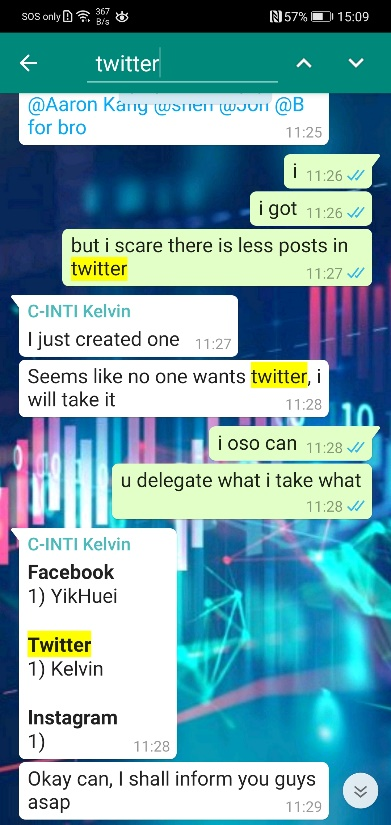 SOS only 367 B/s 57% 15:09
twitter
@Aaron Kang @shen @Jon @B
for bro
11:25
i 11:26
i got 11:26
but i scare there is less posts in
twitter 11:27
C-INTI Kelvin
I just created one 11:27
Seems like no one wants twitter, i
will take it 11:28
i oso can 11:28
u delegate what i take what
11:28
C-INTI Kelvin
Facebook
1) YikHuei
Twitter
1) Kelvin
Instagram
1) 11:28
Okay can, I shall inform you guys
asap 11:29